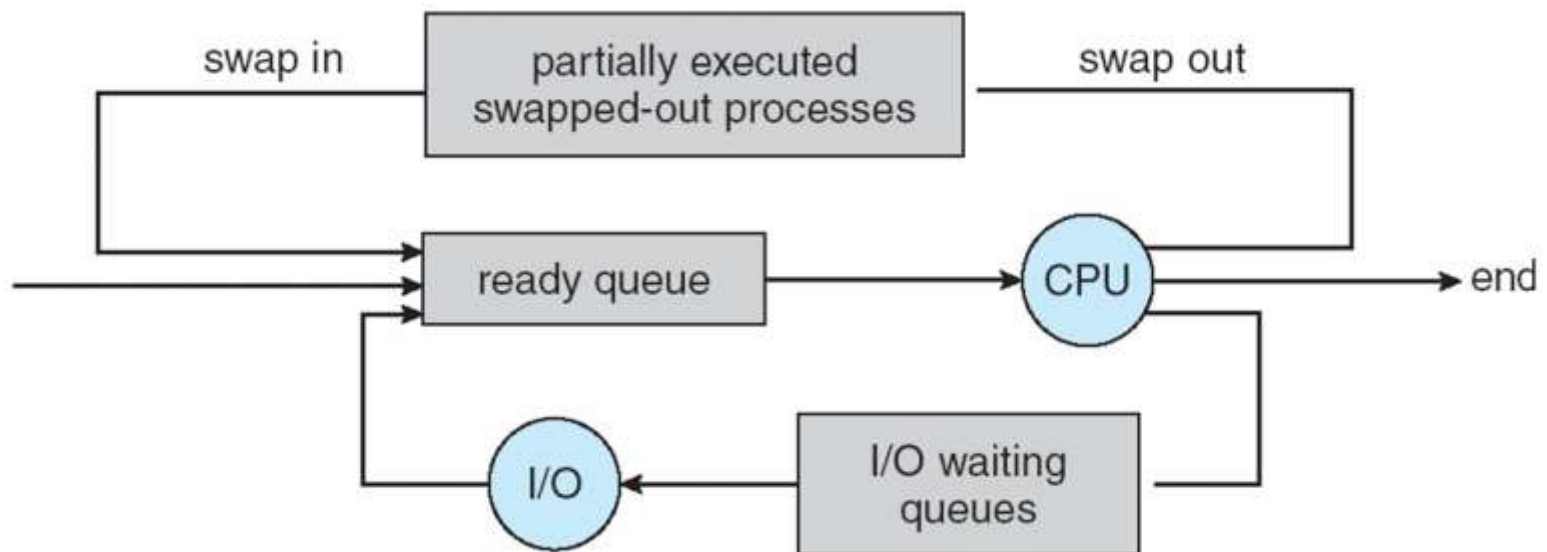 swap in
partially executed
swapped-out processes
swap out
ready queue
CPU
end
I/O
I/O waiting
queues